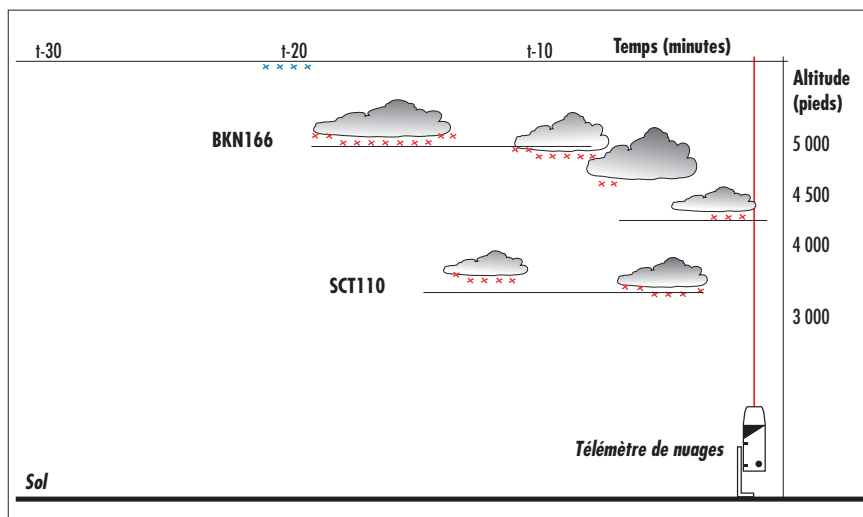 t-30 t-20 t-10 Temps (minutes)
Altitude
(pieds)
BKN166
5 000
4 500
4 000
SCT110
3 000
Télémètre de nuages
Sol